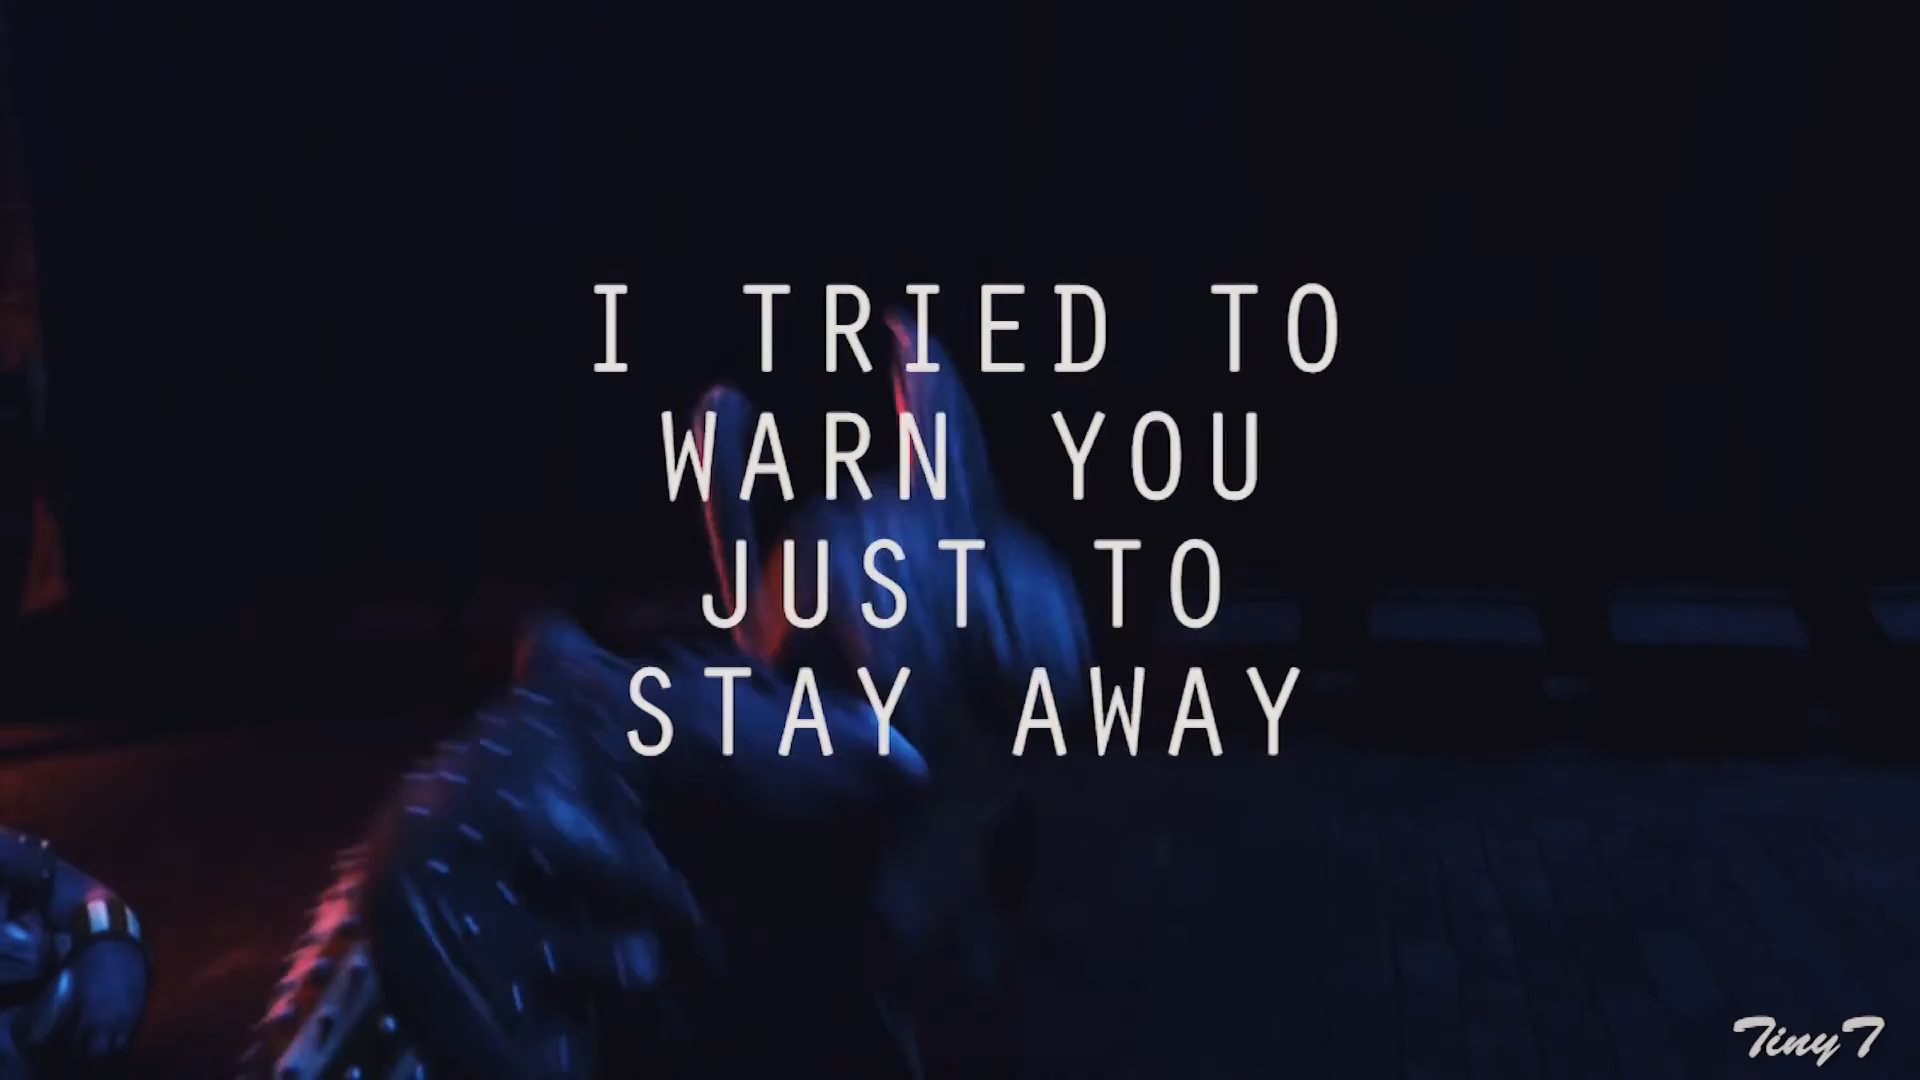 I TRIED TO
WARN YOU
JUST TO
STAY AWAY
TinyT